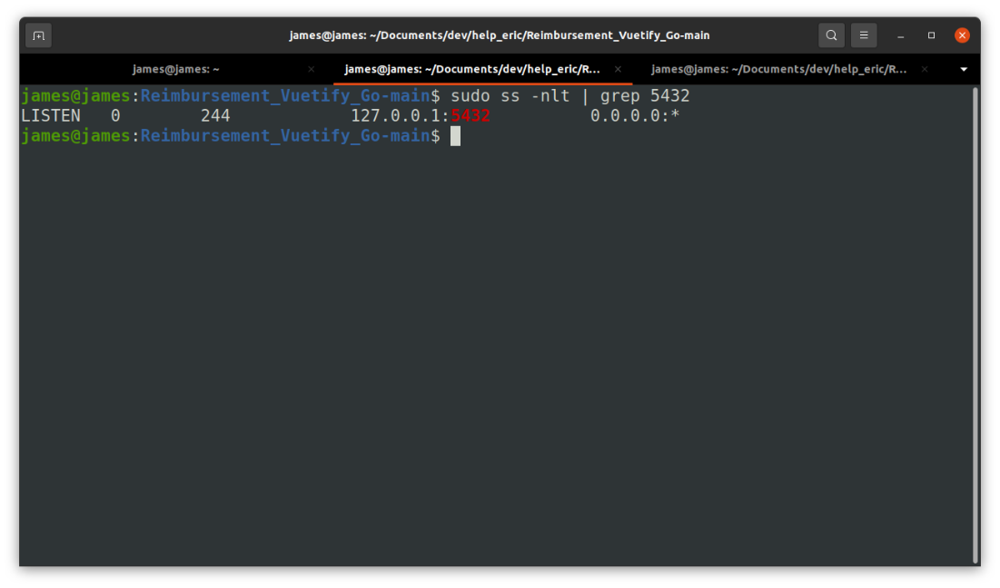 james@james: ~/Documents/dev/help_eric/Reimbursement_Vuetify_Go-main
james@james: ~
james@james: ~/Documents/dev/help_eric/R...
james@james: ~/Documents/dev/help_eric/R...
james@james:Reimbursement_Vuetify_Go-main$ sudo ss -nlt | grep 5432
LISTEN 0 244 127.0.0.1:5432 0.0.0.0:*
james@james:Reimbursement_Vuetify_Go-main$